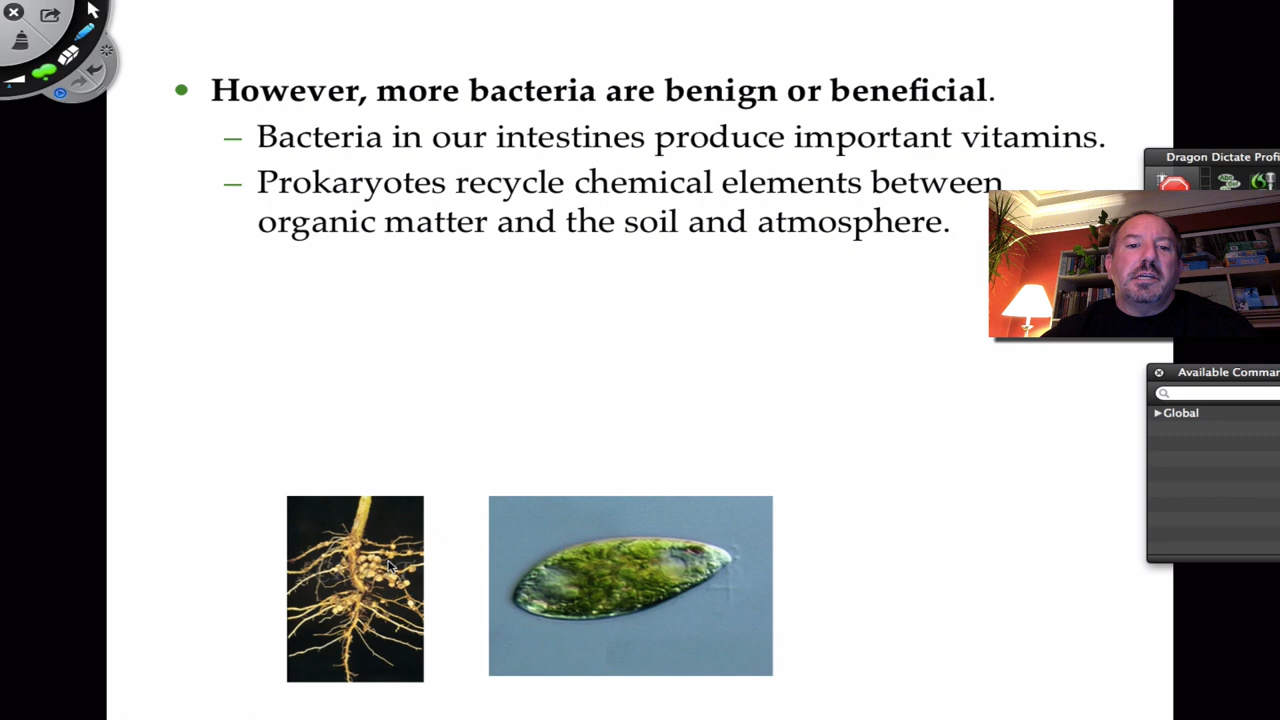 • However, more bacteria are benign or beneficial.
– Bacteria in our intestines produce important vitamins.
– Prokaryotes recycle chemical elements between
organic matter and the soil and atmosphere.
Dragon Dictate Profi
Available Comman
Global